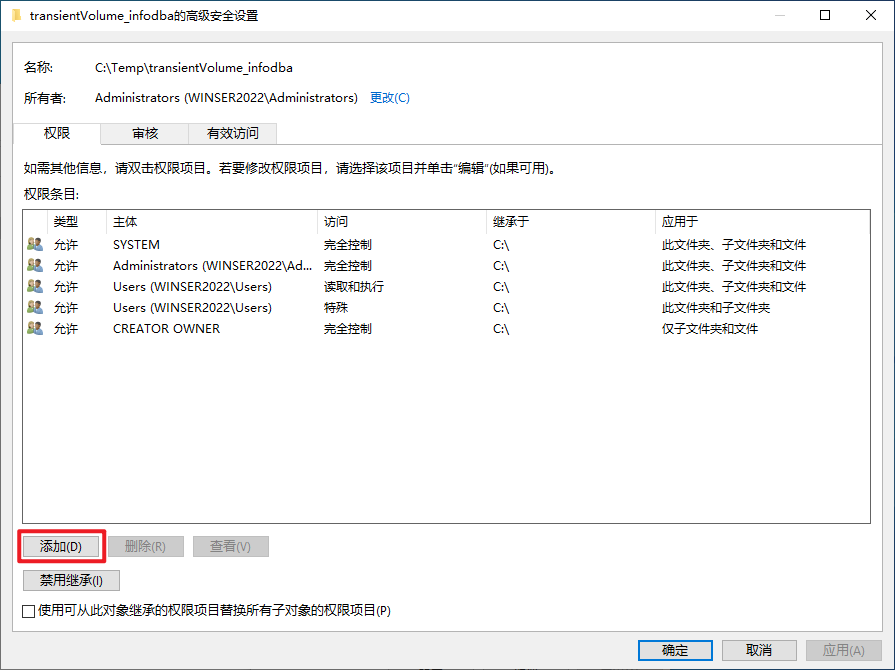 transientVolume_infodba的高级安全设置
名称: C:\Temp\transientVolume_infodba
所有者: Administrators (WINSER2022\Administrators) 更改(C)
权限 审核 有效访问
如需其他信息，请双击权限项目。若要修改权限项目，请选择该项目并单击“编辑”(如果可用)。
权限条目:
类型 主体 访问 继承于 应用于
允许 SYSTEM 完全控制 C:\ 此文件夹、子文件夹和文件
允许 Administrators (WINSER2022\Ad... 完全控制 C:\ 此文件夹、子文件夹和文件
允许 Users (WINSER2022\Users) 读取和执行 C:\ 此文件夹、子文件夹和文件
允许 Users (WINSER2022\Users) 特殊 C:\ 此文件夹和子文件夹
允许 CREATOR OWNER 完全控制 C:\ 仅子文件夹和文件
添加(D) 删除(R) 查看(V)
禁用继承(I)
使用可从此对象继承的权限项目替换所有子对象的权限项目(P)
确定 取消 应用(A)